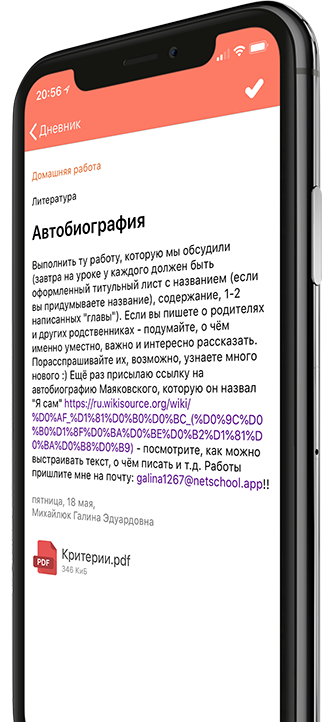 20:56
Дневник
Домашняя работа
Литература
Автобиография
Выполнить ту работу, которую мы обсудили
(завтра на уроке у каждого должен быть
оформленный титульный лист с названием (если
вы придумываете название), содержание, 1-2
написанных "главы"). Если вы пишете о родителях
и других родственниках - подумайте, о чём
именно уместно, важно и интересно рассказать.
Порасспрашивайте их, возможно, узнаете много
нового :) Ещё раз присылаю ссылку на
автобиографию Маяковского, которую он назвал
"Я сам" https://ru.wikisource.org/wiki/
%D0%AF_%D1%81%D0%B0%D0%BC_(%D0%9C%D0
%B0%D1%8F%D0%BA%D0%BE%D0%B2%D1%81%D
0%BA%D0%B8%D0%B9) - посмотрите, как можно
выстраивать текст, о чём писать и т.д. Работы
пришлите мне на почту: galina1267@netschool.app!!
пятница, 18 мая,
Михайлюк Галина Эдуардовна
PDF
Критерии.pdf
346 КиБ